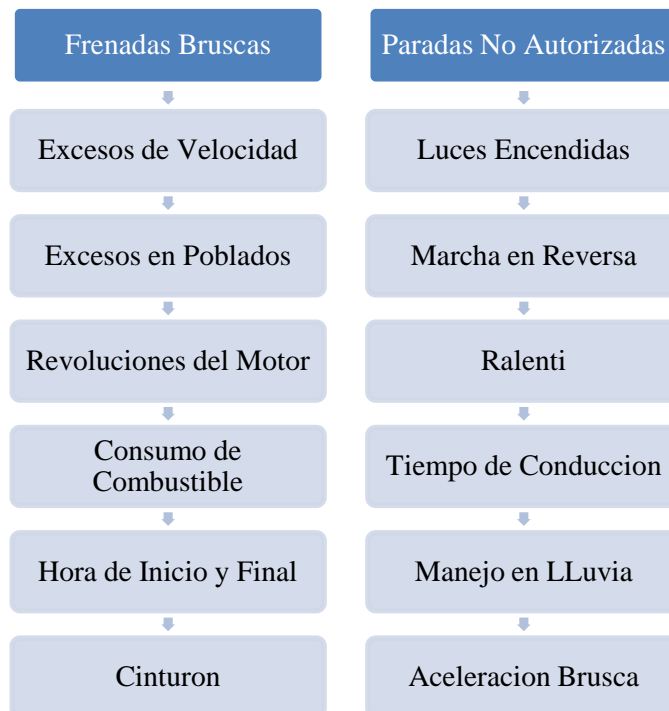 Frenadas Bruscas
Excesos de Velocidad
Excesos en Poblados
Revoluciones del Motor
Consumo de
Combustible
Hora de Inicio y Final
Cinturon
Paradas No Autorizadas
Luces Encendidas
Marcha en Reversa
Ralenti
Tiempo de Conduccion
Manejo en LLuvia
Aceleracion Brusca